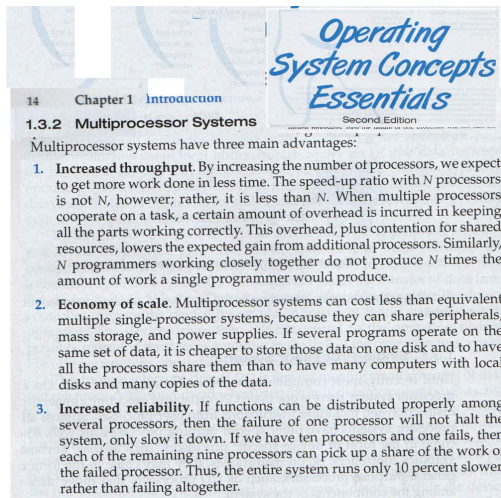 Operating
System Concepts
Essentials
Second Edition
14 Chapter 1 Introduction
1.3.2 Multiprocessor Systems
Multiprocessor systems have three main advantages:
1. Increased throughput. By increasing the number of processors, we expect
to get more work done in less time. The speed-up ratio with N processors
is not N, however; rather, it is less than N. When multiple processors
cooperate on a task, a certain amount of overhead is incurred in keeping
all the parts working correctly. This overhead, plus contention for shared
resources, lowers the expected gain from additional processors. Similarly,
N programmers working closely together do not produce N times the
amount of work a single programmer would produce.
2. Economy of scale. Multiprocessor systems can cost less than equivalent
multiple single-processor systems, because they can share peripherals,
mass storage, and power supplies. If several programs operate on the
same set of data, it is cheaper to store those data on one disk and to have
all the processors share them than to have many computers with local
disks and many copies of the data.
3. Increased reliability. If functions can be distributed properly among
several processors, then the failure of one processor will not halt the
system, only slow it down. If we have ten processors and one fails, then
each of the remaining nine processors can pick up a share of the work of
the failed processor. Thus, the entire system runs only 10 percent slower,
rather than failing altogether.